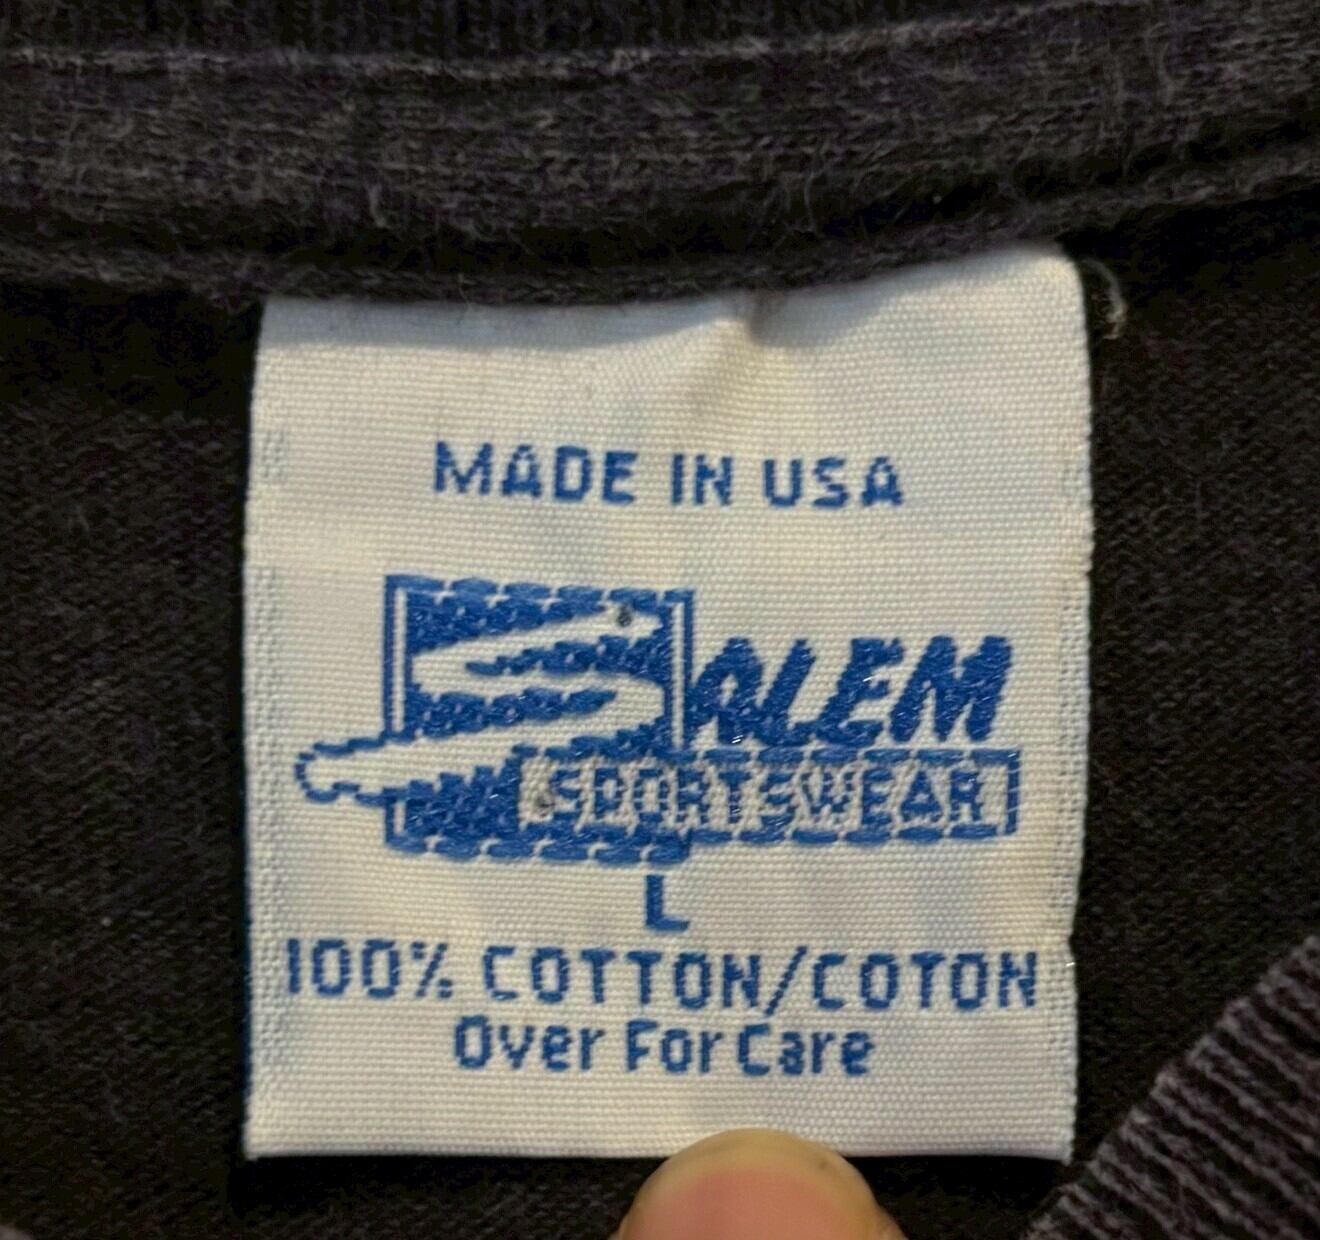 MADE IN USA
SALEM
SPORTSWEAR
L
100% COTTON/COTON
Over For Care